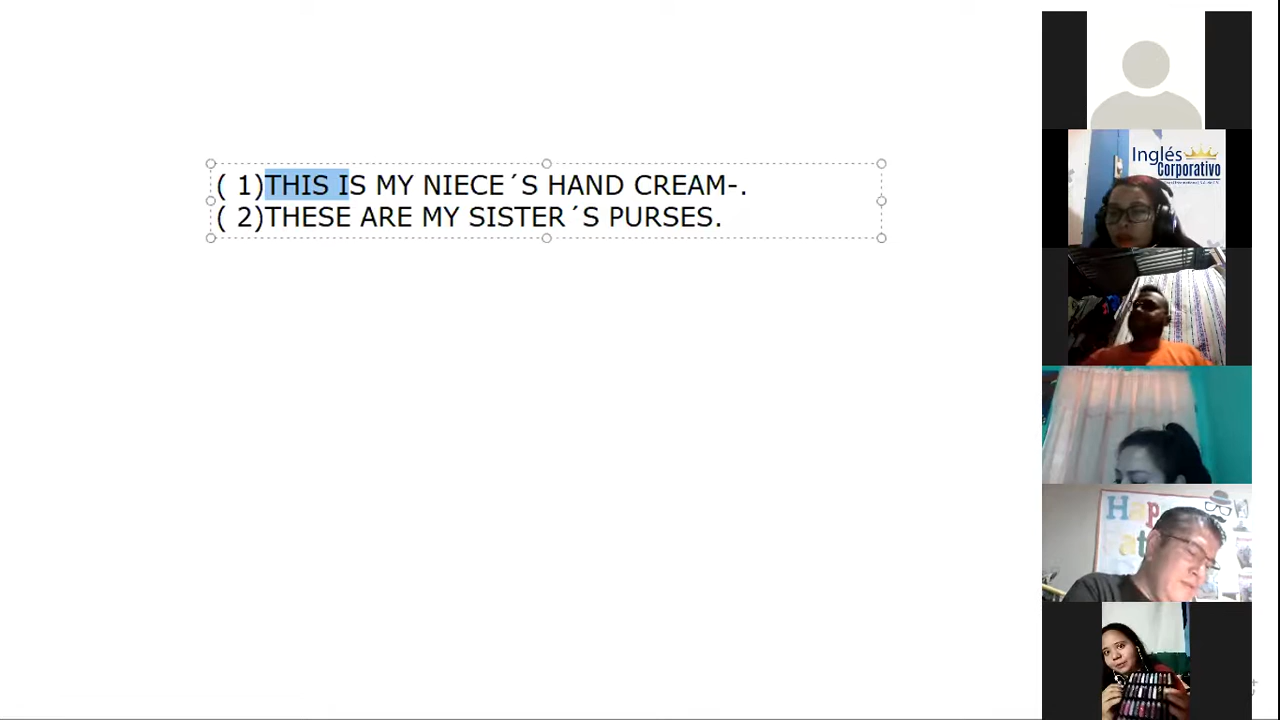 ( 1)THIS IS MY NIECE´S HAND CREAM-.
( 2)THESE ARE MY SISTER´S PURSES.
Inglés
Corporativo